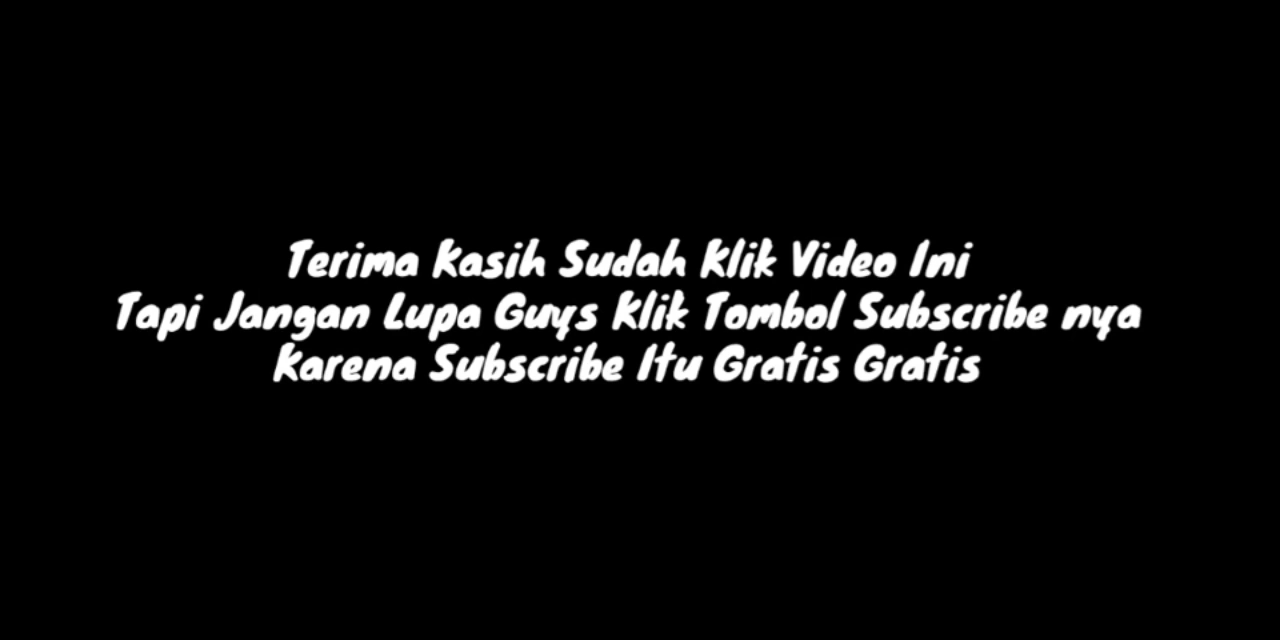 Terima Kasih Sudah Klik Video Ini
Tapi Jangan Lupa Guys Klik Tombol Subscribe nya
Karena Subscribe Itu Gratis Gratis